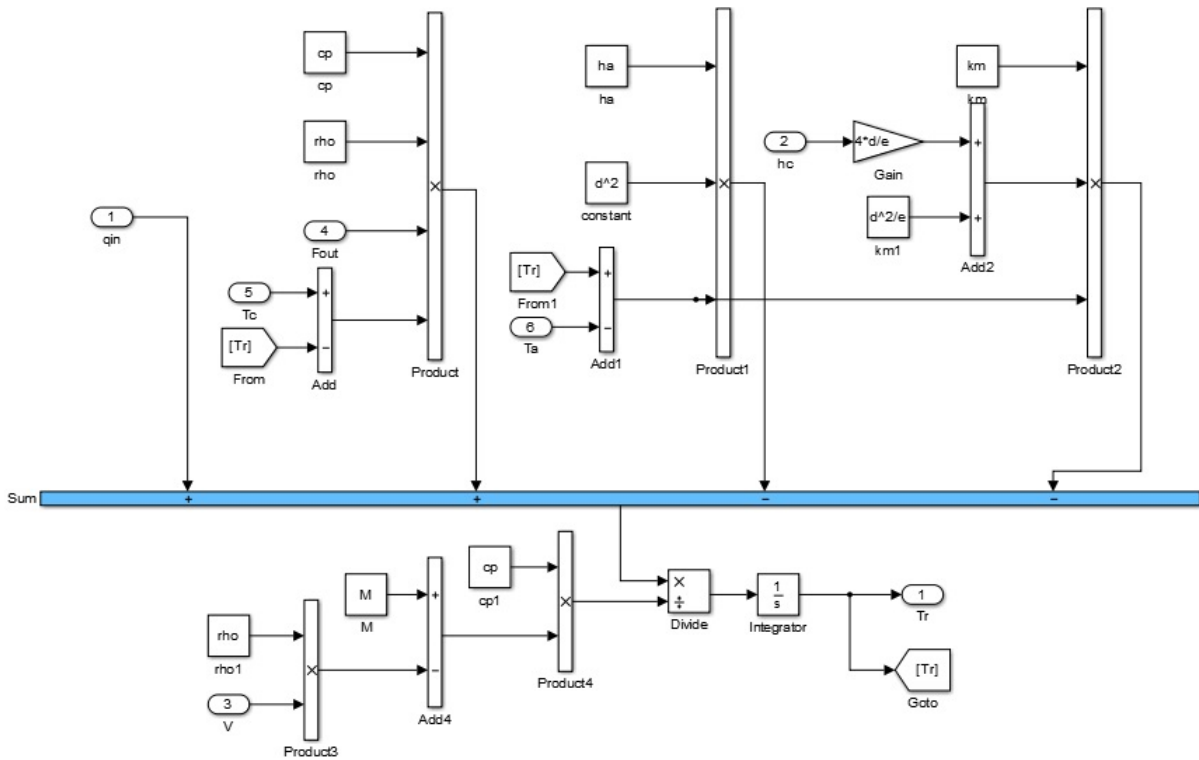 cp
cp
rho
rho
4
Fout
1
qin
5
Tc
[Tr]
From
+
−
Add
×
Product
ha
ha
d^2
constant
[Tr]
From1
6
Ta
+
−
Add1
×
Product1
km
km
2
hc
4*d/e
Gain
d^2/e
km1
+
+
Add2
×
Product2
Sum
+
+
−
−
rho
rho1
3
V
×
Product3
M
M
+
−
Add4
cp
cp1
×
Product4
×
÷
Divide
1
s
Integrator
1
Tr
[Tr]
Goto